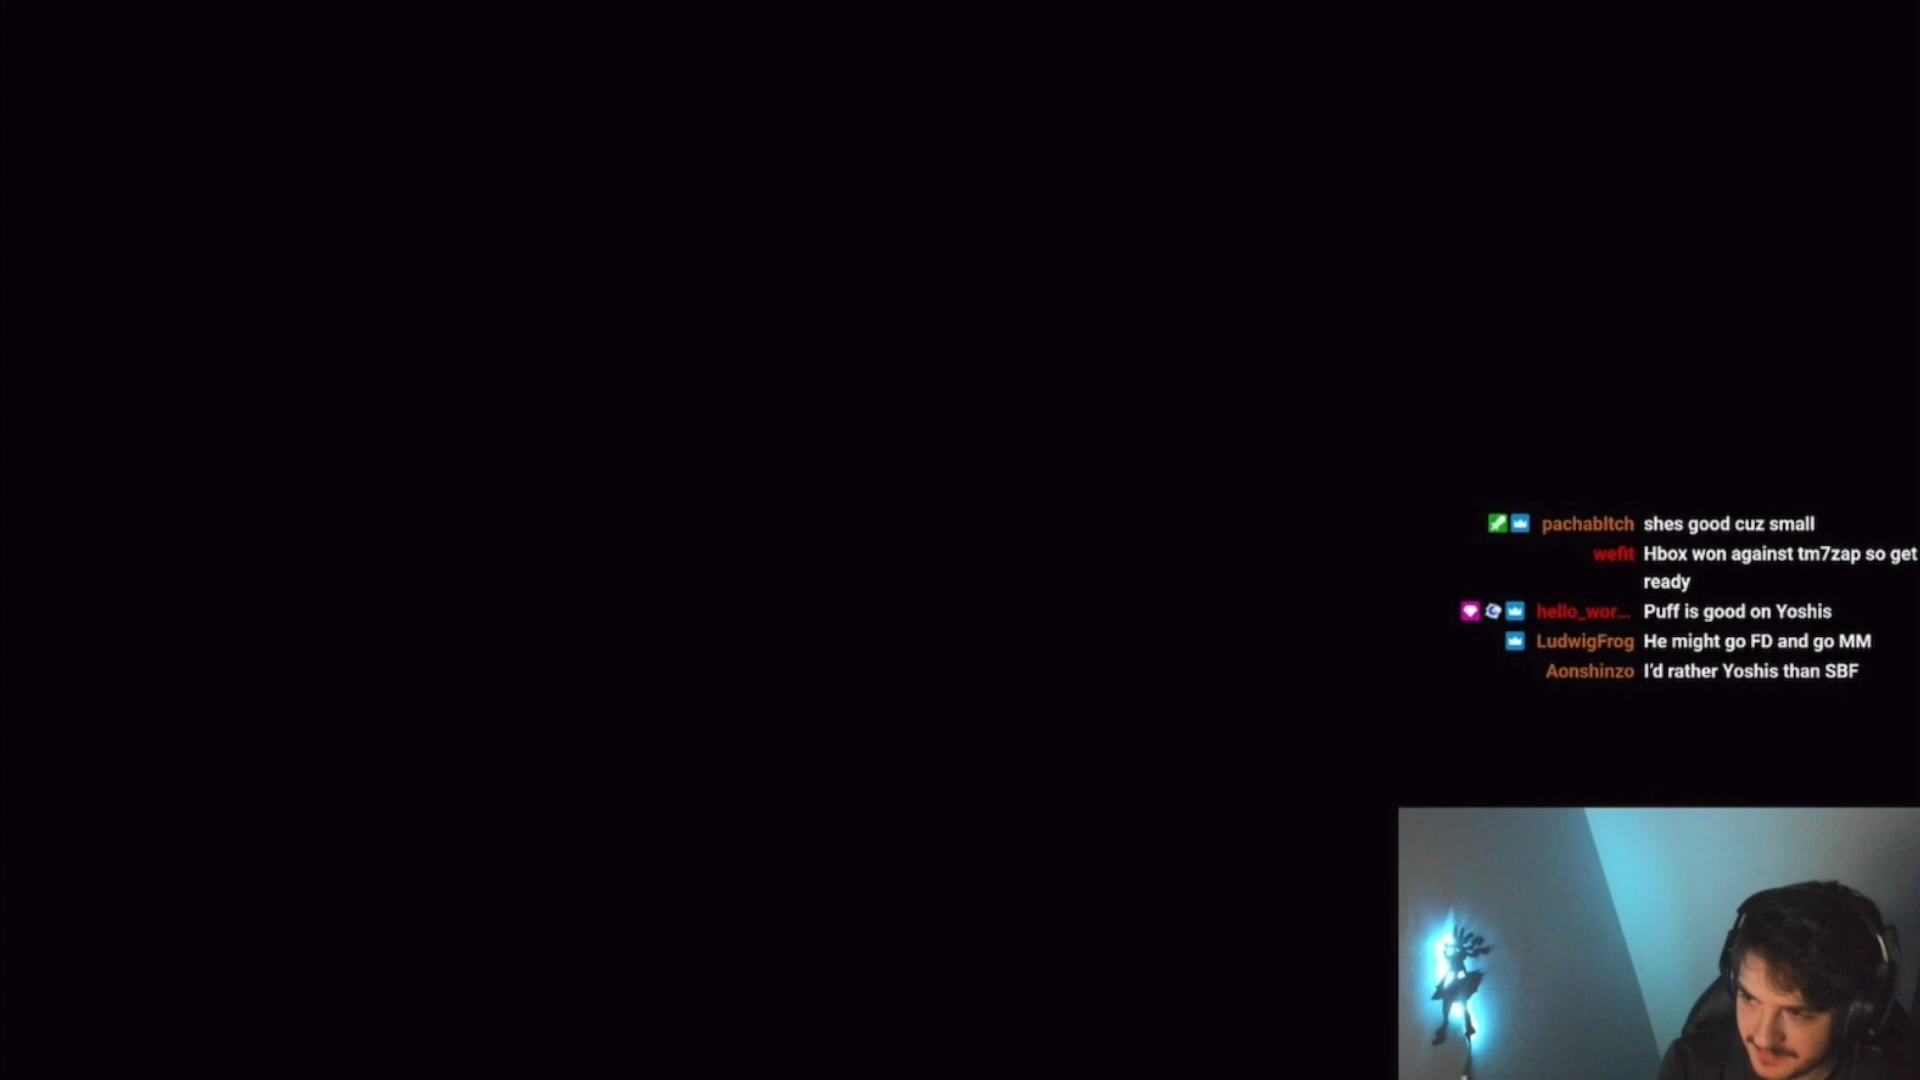 pachabltch shes good cuz small
wefit Hbox won against tm7zap so get
ready
hello_wor... Puff is good on Yoshis
LudwigFrog He might go FD and go MM
Aonshinzo I'd rather Yoshis than SBF